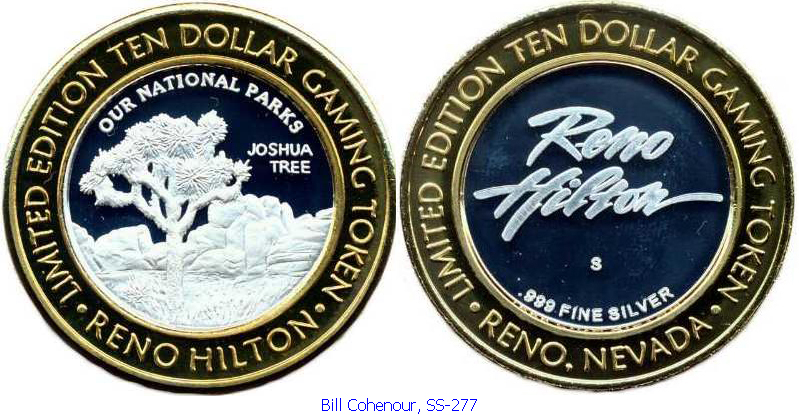 LIMITED EDITION TEN DOLLAR GAMING TOKEN
• RENO HILTON •
OUR NATIONAL PARKS
JOSHUA
TREE
LIMITED EDITION TEN DOLLAR GAMING TOKEN
• RENO, NEVADA •
Reno
Hilton
S
.999 FINE SILVER
Bill Cohenour, SS-277